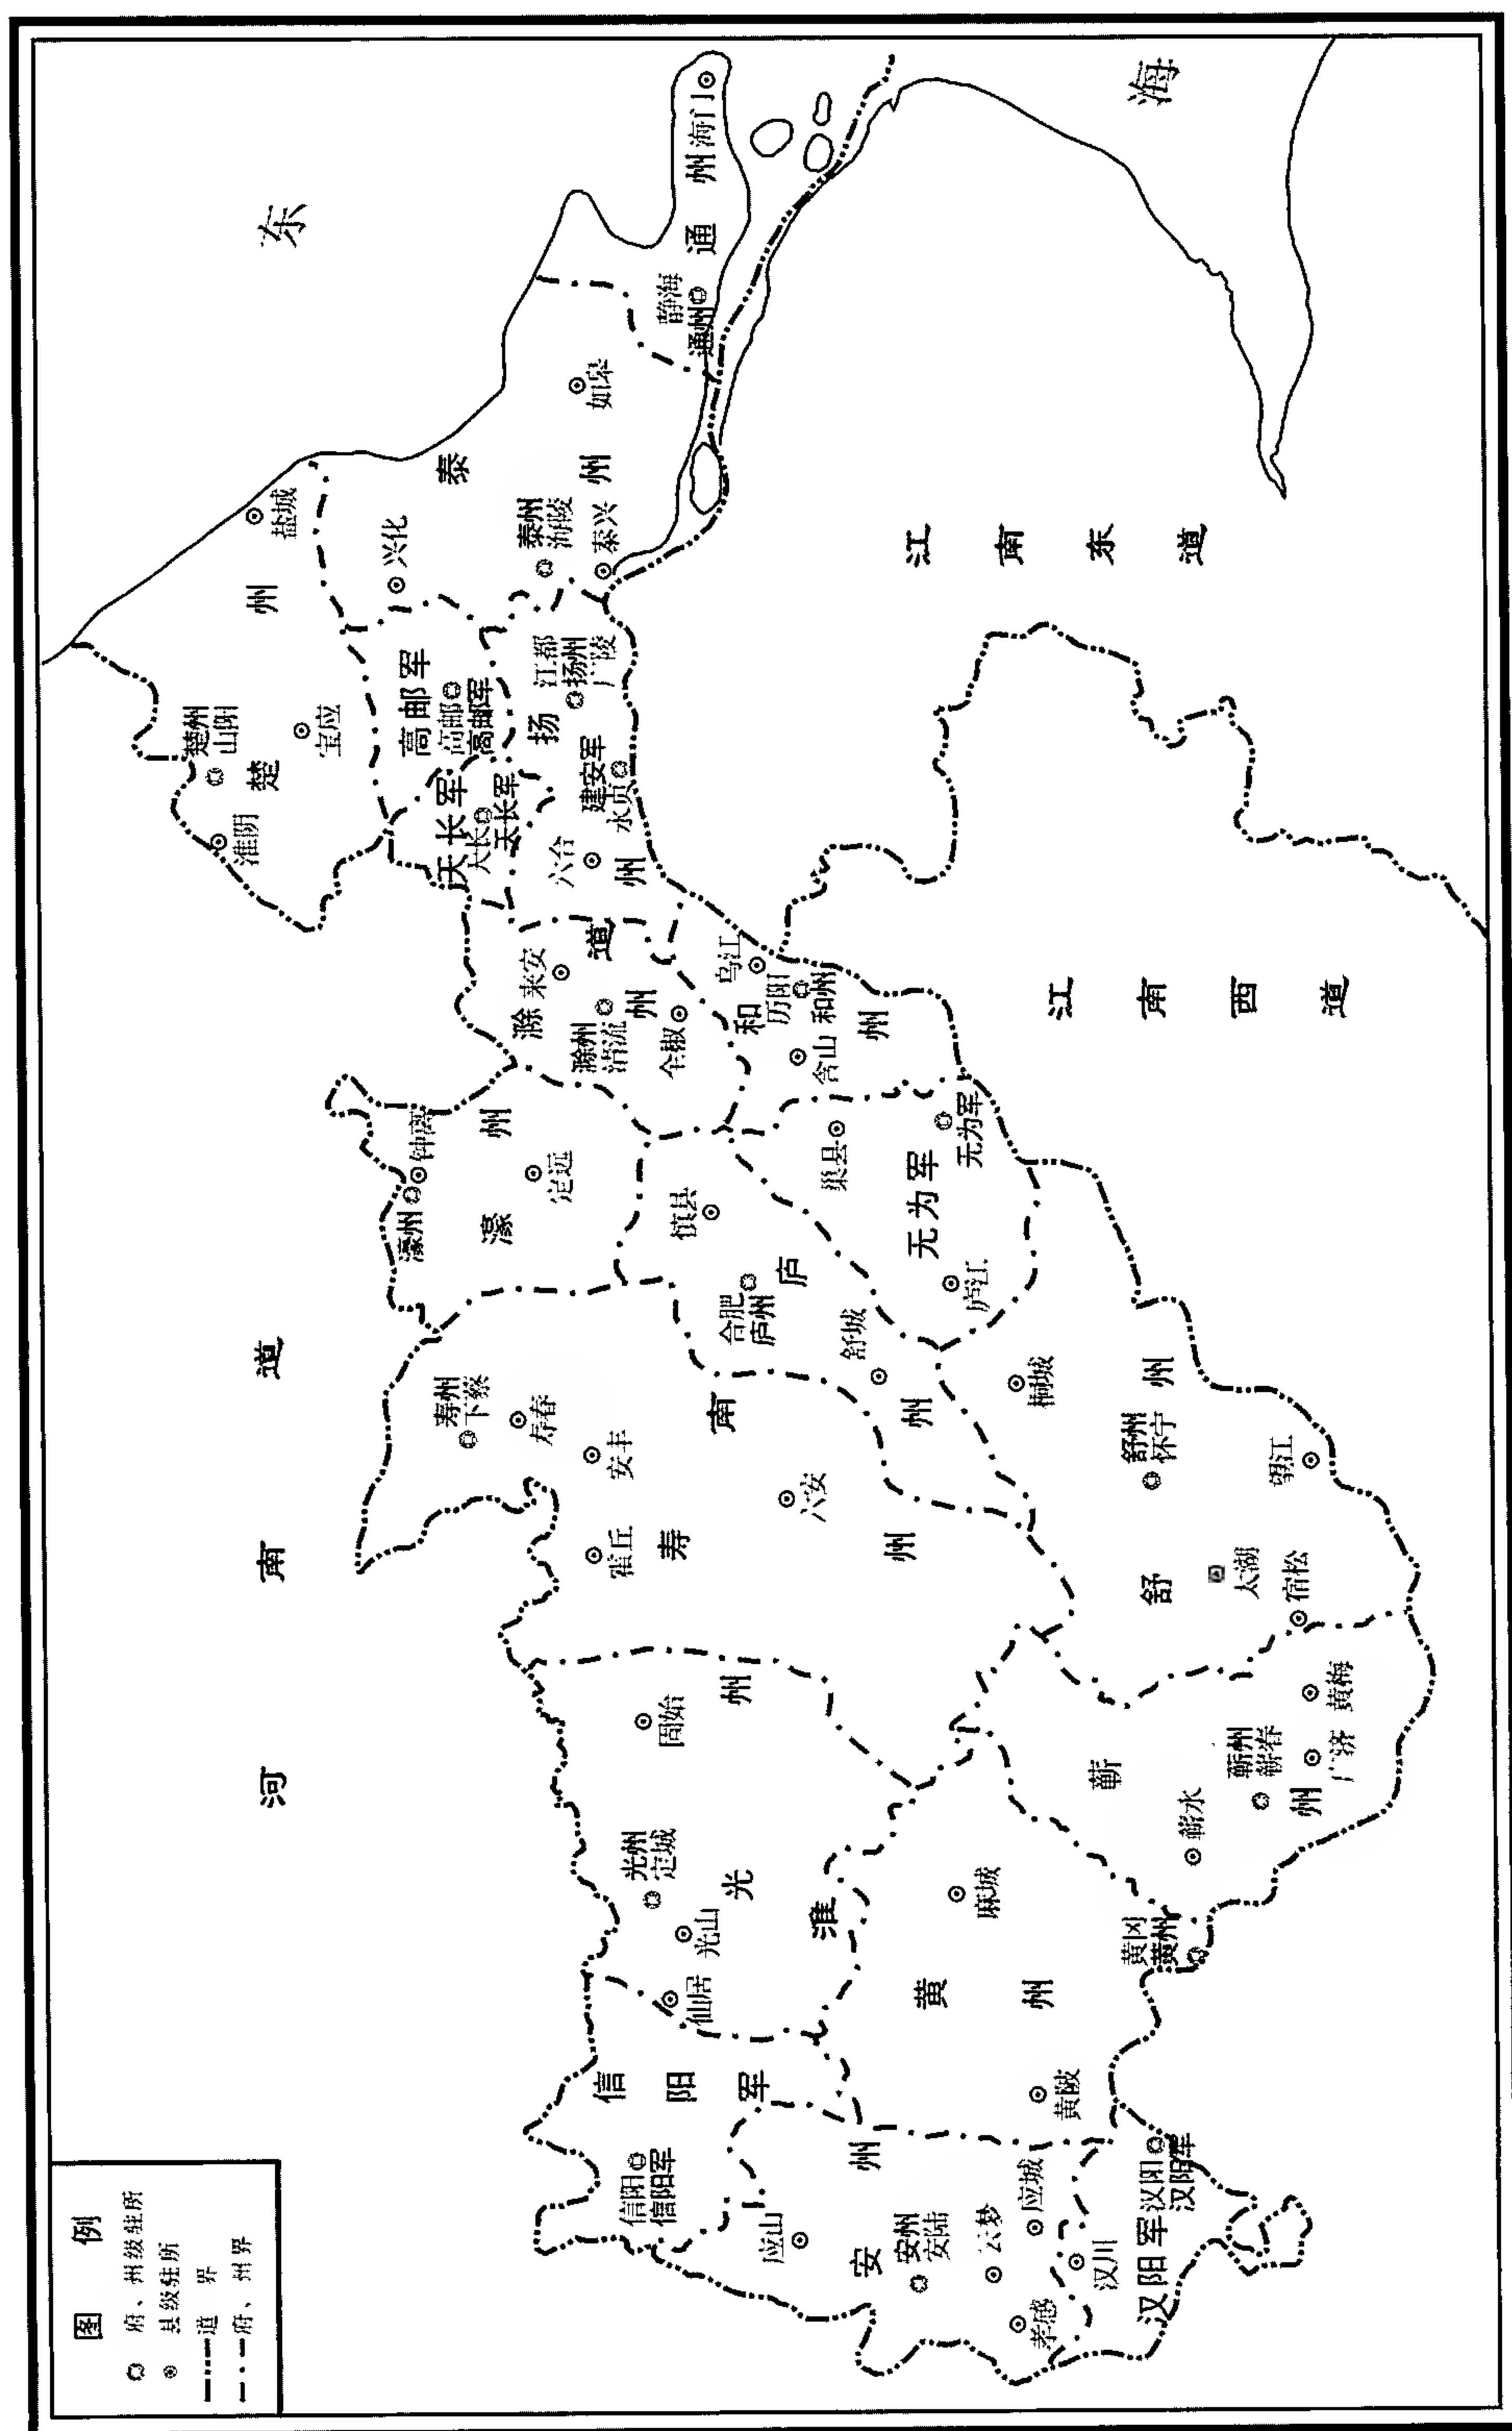 图 例
府、州级驻所
县级驻所
道 界
府、州界
河 南 道
淮 南 道
江 南 东 道
江 南 西 道
东 海
楚 州
楚州
山阳
淮阴
宝应
盐城
高邮军
高邮
高邮军
天长军
天长
天长军
泰 州
泰州
海陵
兴化
泰兴
如皋
通 州
静海
通州
海门
扬 州
江都
扬州
广陵
建安军
永贞
六合
滁 州
滁州
清流
来安
全椒
和 州
乌江
历阳
和州
含山
濠 州
濠州
钟离
定远
庐 州
慎县
合肥
庐州
舒城
无为军
无为军
巢县
庐江
寿 州
寿州
下蔡
寿春
安丰
霍丘
六安
舒 州
舒州
怀宁
桐城
望江
太湖
宿松
光 州
光州
定城
固始
光山
仙居
蕲 州
蕲州
蕲春
蕲水
广济
黄梅
黄 州
黄冈
黄州
麻城
黄陂
信 阳 军
信阳
信阳军
安 州
安州
安陆
应山
云梦
应城
孝感
汉阳军
汉阳
汉阳军
汉川